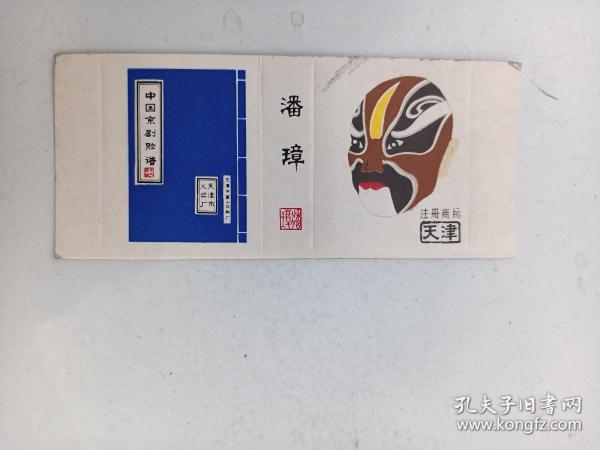 中国京剧脸谱
天津市
火柴厂
潘璋
注册商标
天津
孔夫子旧书网
www.kongfz.com